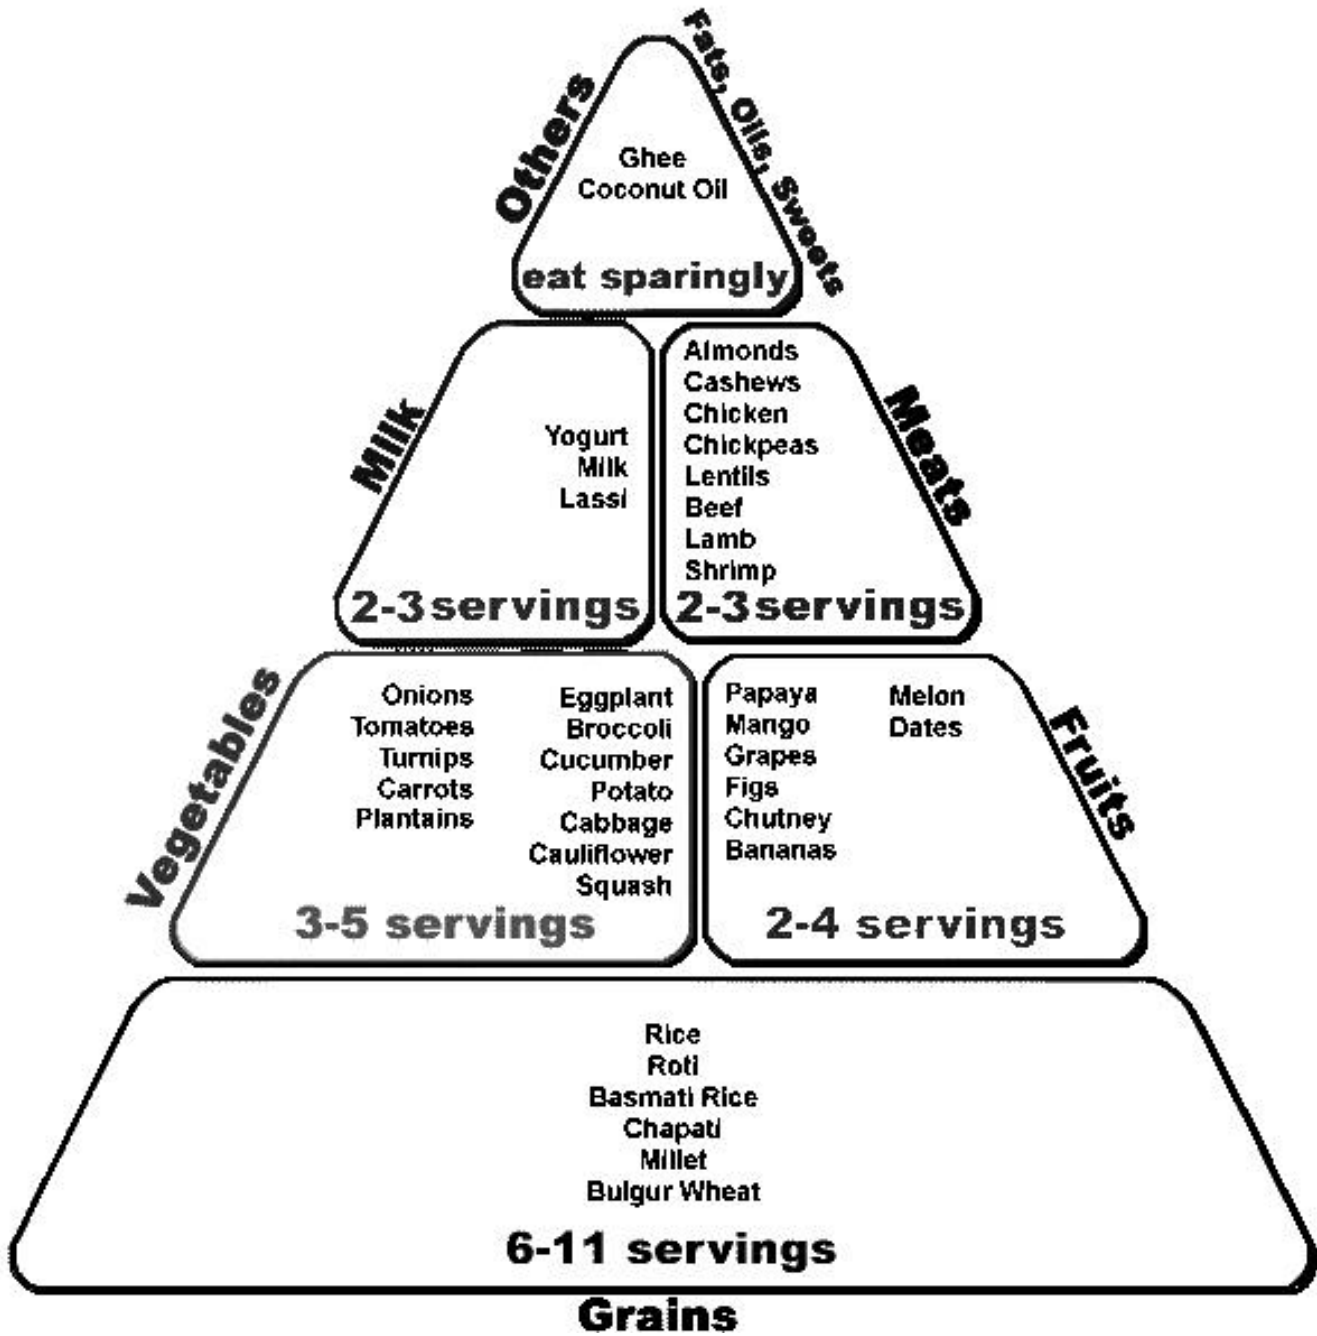 Others
Fats, Oils, Sweets
Ghee
Coconut Oil
eat sparingly
Milk
Yogurt
Milk
Lassi
2-3 servings
Meats
Almonds
Cashews
Chicken
Chickpeas
Lentils
Beef
Lamb
Shrimp
2-3 servings
Vegetables
Onions
Tomatoes
Turnips
Carrots
Plantains
Eggplant
Broccoli
Cucumber
Potato
Cabbage
Cauliflower
Squash
3-5 servings
Fruits
Papaya
Mango
Grapes
Figs
Chutney
Bananas
Melon
Dates
2-4 servings
Rice
Roti
Basmati Rice
Chapati
Millet
Bulgur Wheat
6-11 servings
Grains